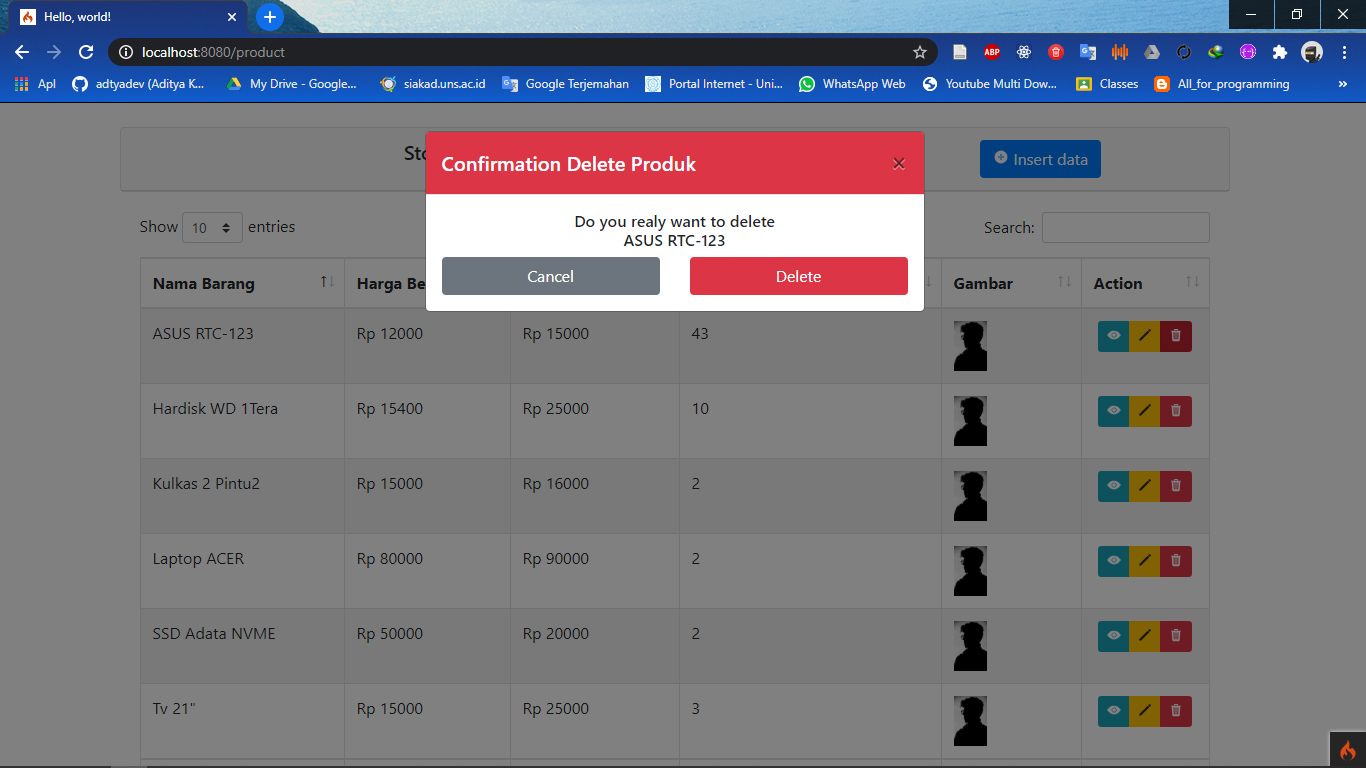 Hello, world!
localhost:8080/product
ABP
Apl
adtyadev (Aditya K...
My Drive - Google...
siakad.uns.ac.id
Google Terjemahan
Portal Internet - Uni...
WhatsApp Web
Youtube Multi Dow...
Classes
All_for_programming
»
Insert data
Confirmation Delete Produk
×
Do you realy want to delete
ASUS RTC-123
Cancel
Delete
Show 10 entries
Search:
Nama Barang
Gambar
Action
ASUS RTC-123 Rp 12000 Rp 15000 43
Hardisk WD 1Tera Rp 15400 Rp 25000 10
Kulkas 2 Pintu2 Rp 15000 Rp 16000 2
Laptop ACER Rp 80000 Rp 90000 2
SSD Adata NVME Rp 50000 Rp 20000 2
Tv 21" Rp 15000 Rp 25000 3